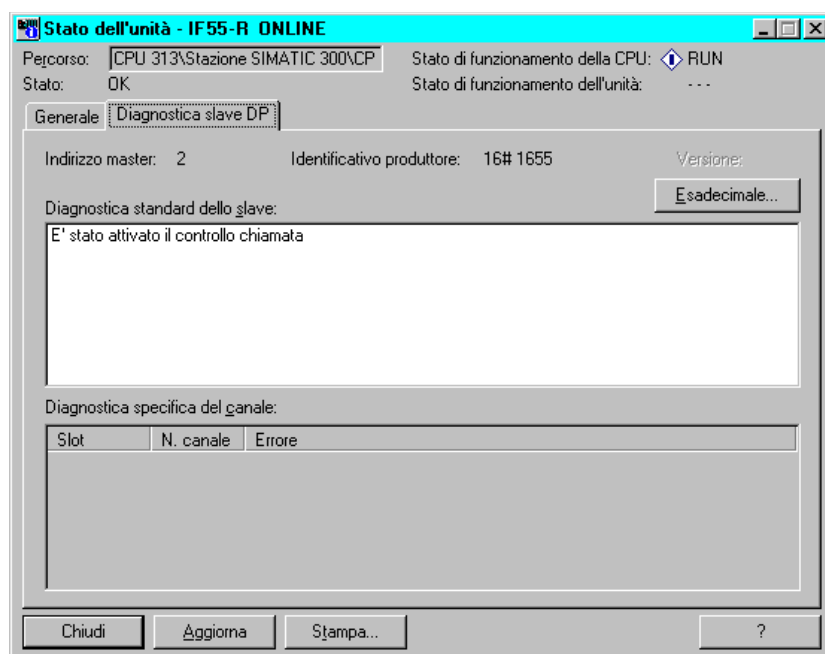 Stato dell'unità - IF55-R ONLINE
Percorso: CPU 313\Stazione SIMATIC 300\CP Stato di funzionamento della CPU: RUN
Stato: OK Stato di funzionamento dell'unità: - - -
Generale Diagnostica slave DP
Indirizzo master: 2 Identificativo produttore: 16# 1655 Versione:
Esadecimale...
Diagnostica standard dello slave:
E' stato attivato il controllo chiamata
Diagnostica specifica del canale:
Slot N. canale Errore
Chiudi Aggiorna Stampa... ?